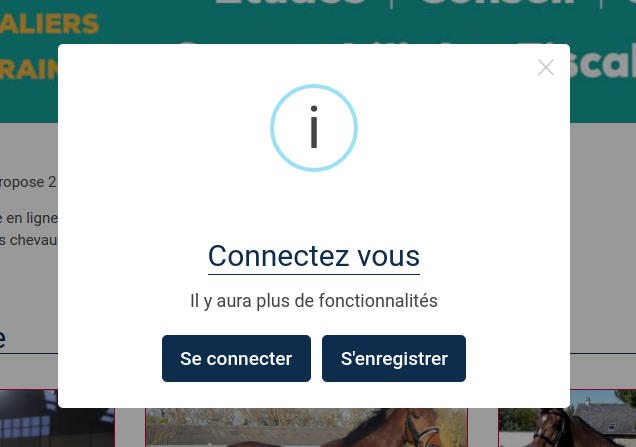 Etudes | Conseil
ALIERS
RAIN
iscal
i
ropose 2
e en ligne
s chevau
Connectez vous
Il y aura plus de fonctionnalités
Se connecter
S'enregistrer
e